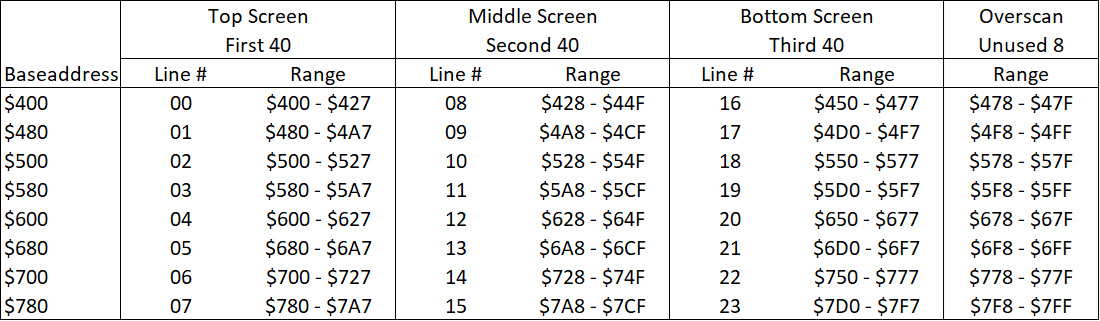 Top Screen Middle Screen Bottom Screen Overscan
First 40 Second 40 Third 40 Unused 8
Baseaddress Line # Range Line # Range Line # Range Range
$400 00 $400 - $427 08 $428 - $44F 16 $450 - $477 $478 - $47F
$480 01 $480 - $4A7 09 $4A8 - $4CF 17 $4D0 - $4F7 $4F8 - $4FF
$500 02 $500 - $527 10 $528 - $54F 18 $550 - $577 $578 - $57F
$580 03 $580 - $5A7 11 $5A8 - $5CF 19 $5D0 - $5F7 $5F8 - $5FF
$600 04 $600 - $627 12 $628 - $64F 20 $650 - $677 $678 - $67F
$680 05 $680 - $6A7 13 $6A8 - $6CF 21 $6D0 - $6F7 $6F8 - $6FF
$700 06 $700 - $727 14 $728 - $74F 22 $750 - $777 $778 - $77F
$780 07 $780 - $7A7 15 $7A8 - $7CF 23 $7D0 - $7F7 $7F8 - $7FF